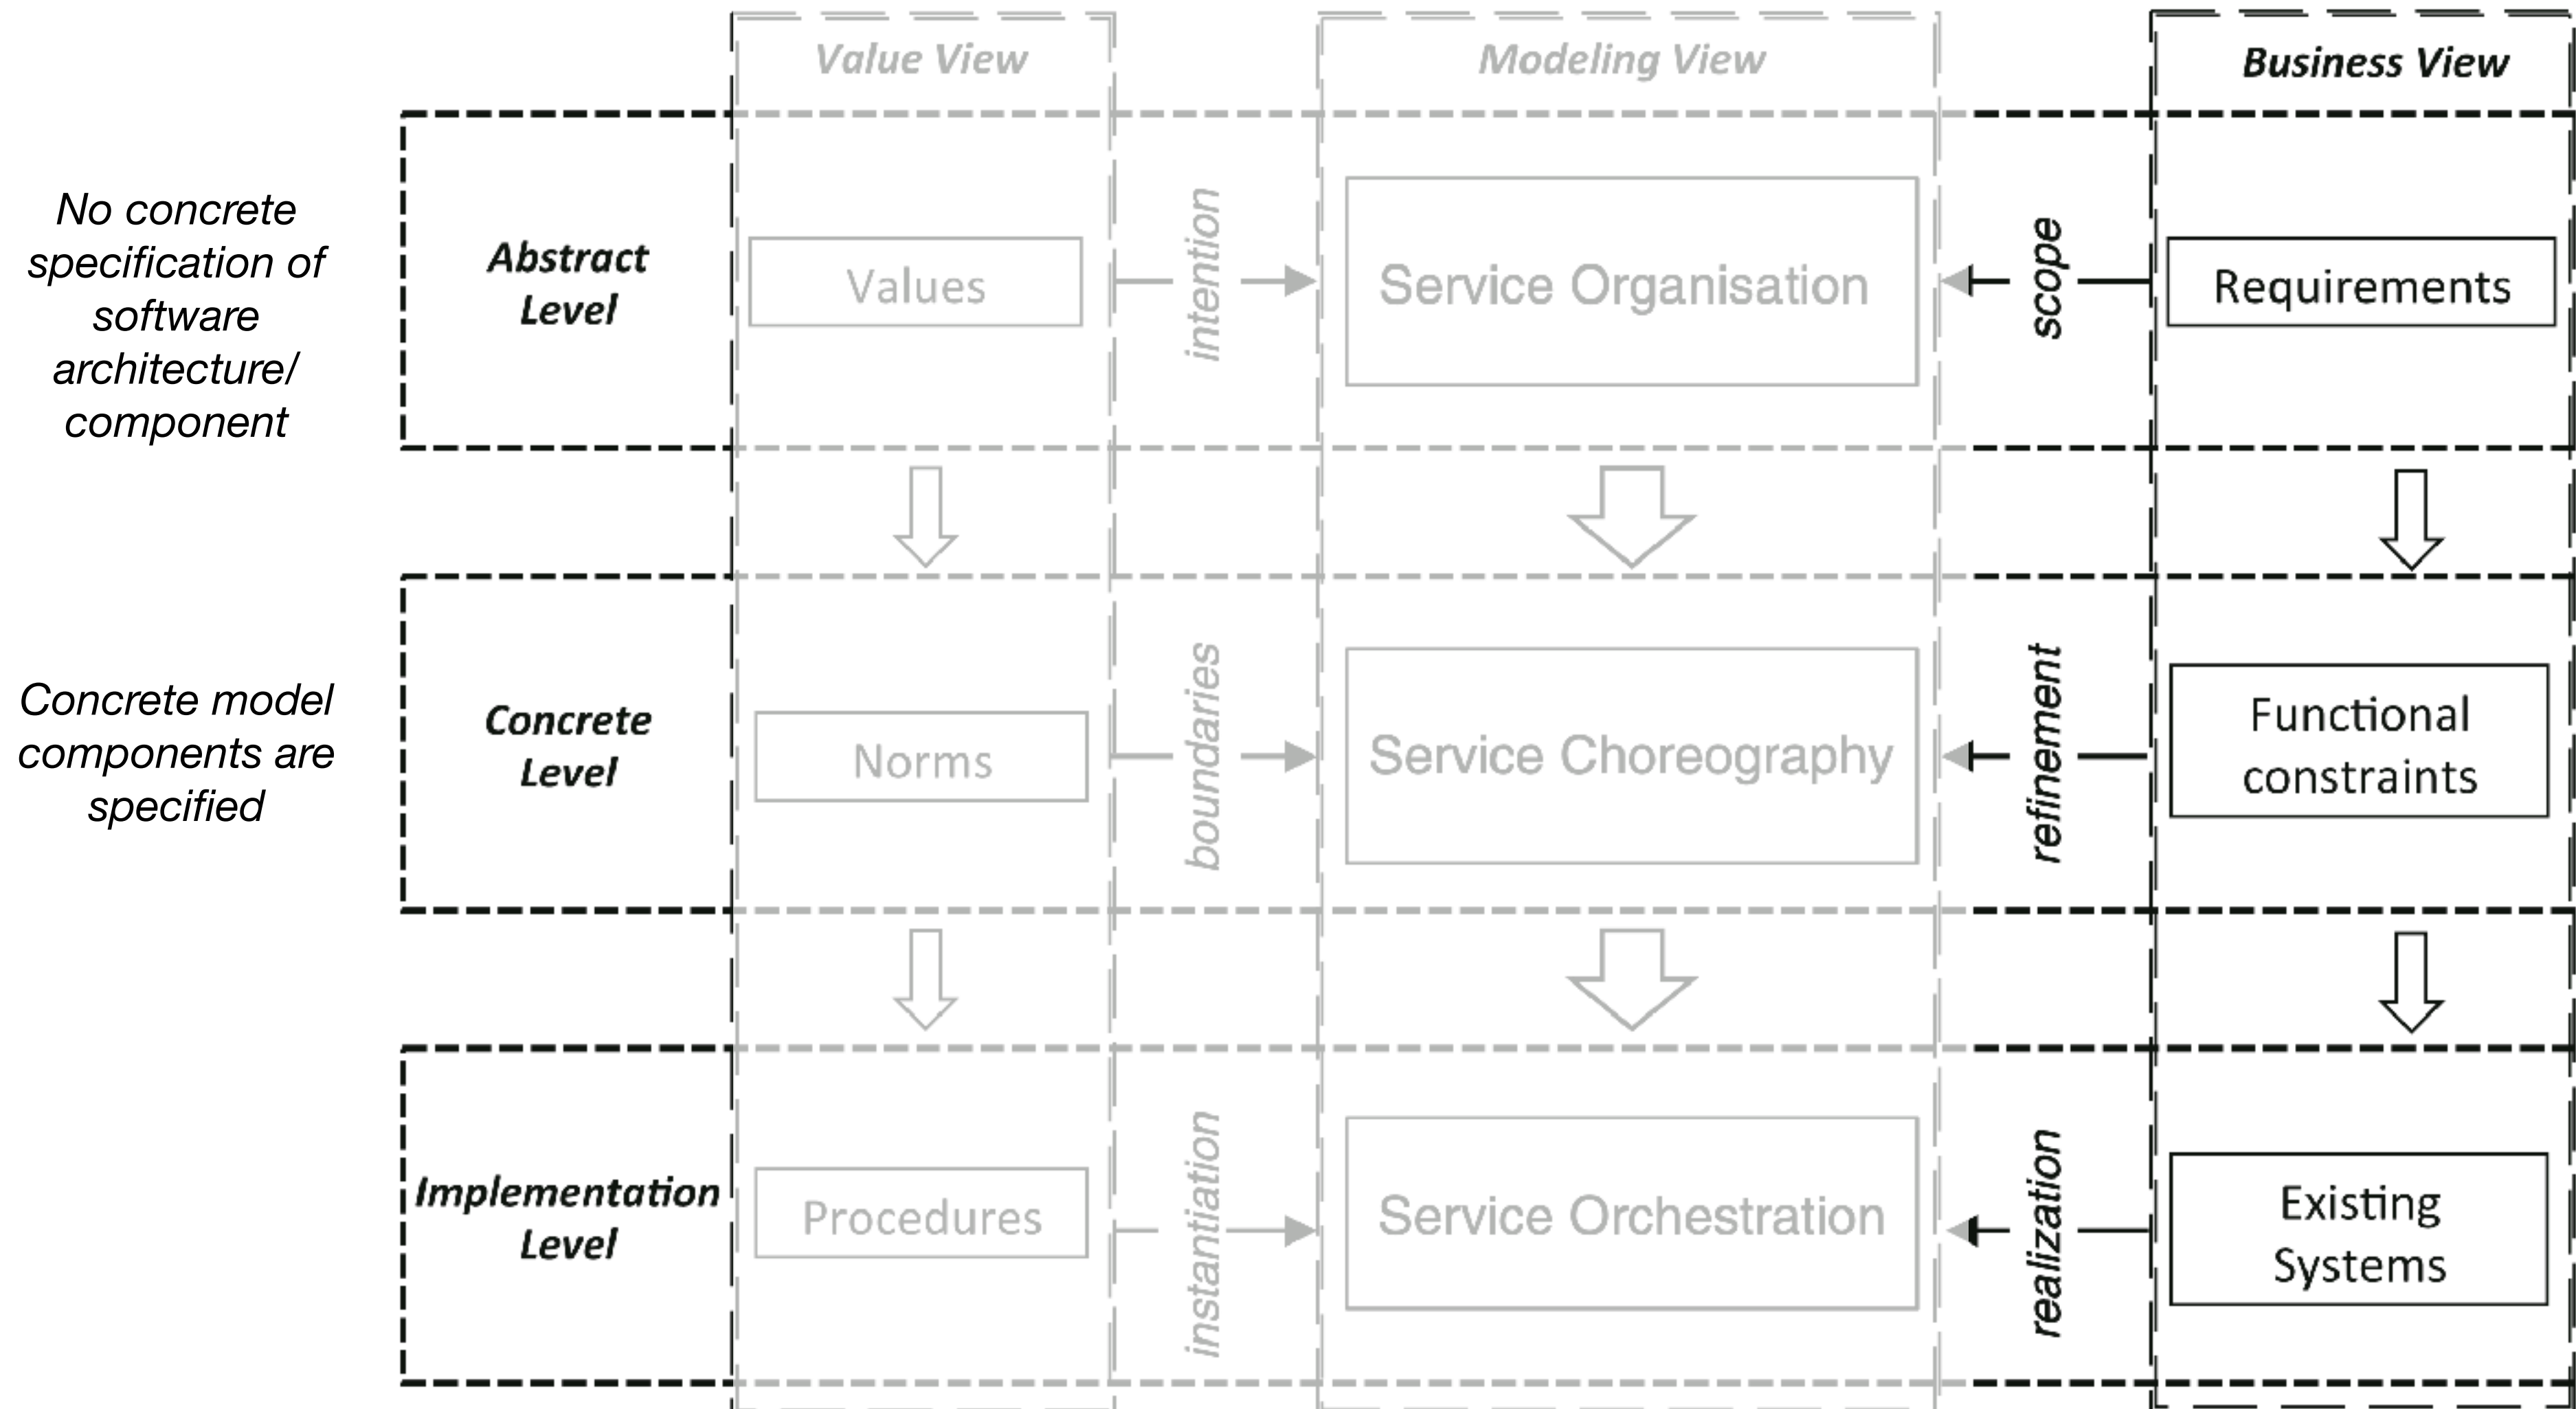 Value View
Modeling View
Business View
No concrete
specification of
software
architecture/
component
Abstract
Level
Values
intention
Service Organisation
scope
Requirements
Concrete model
components are
specified
Concrete
Level
Norms
boundaries
Service Choreography
refinement
Functional
constraints
Implementation
Level
Procedures
instantiation
Service Orchestration
realization
Existing
Systems